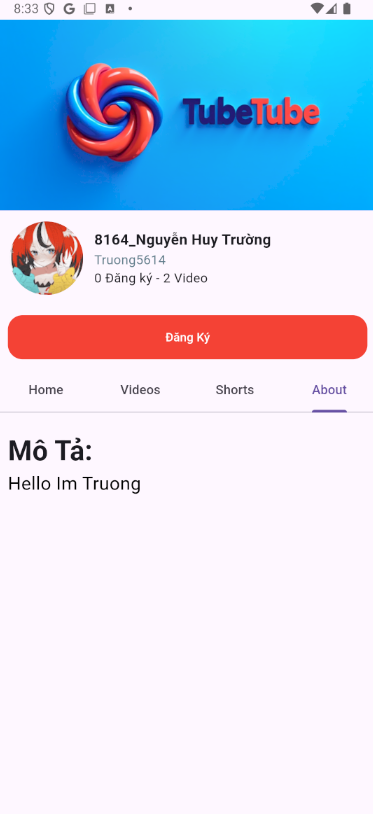 8:33
TubeTube
8164_Nguyễn Huy Trường
Truong5614
0 Đăng ký - 2 Video
Đăng Ký
Home Videos Shorts About
Mô Tả:
Hello Im Truong